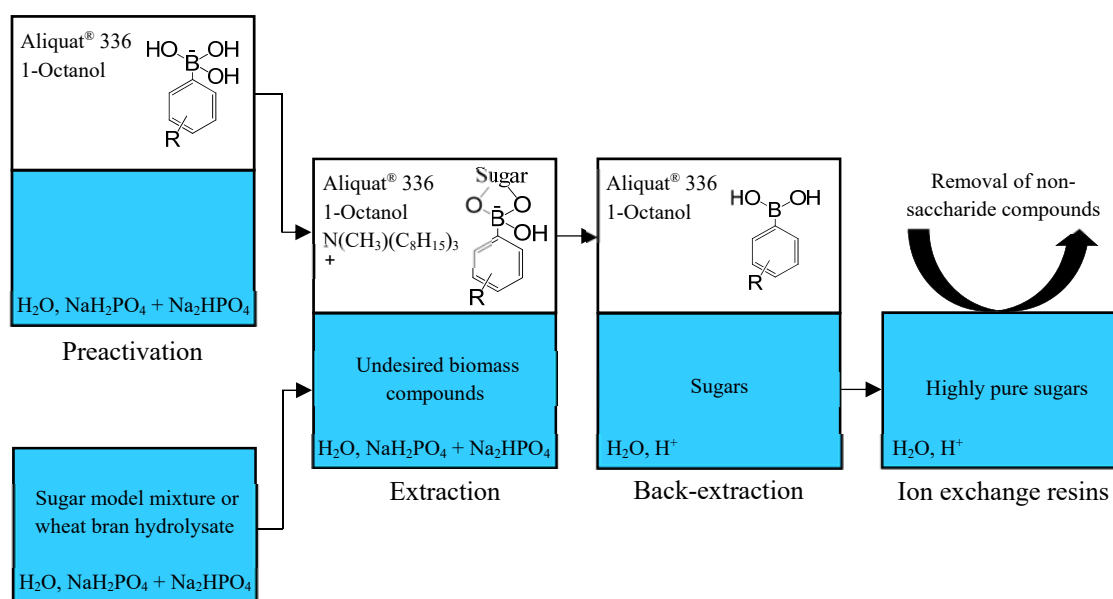 Aliquat® 336
1-Octanol
HO
B
-
OH
OH
R
H₂O, NaH₂PO₄ + Na₂HPO₄
Preactivation
Sugar model mixture or
wheat bran hydrolysate
H₂O, NaH₂PO₄ + Na₂HPO₄
Aliquat® 336
1-Octanol
N(CH₃)(C₈H₁₅)₃
+
Sugar
O
O
-
B
OH
R
Undesired biomass
compounds
H₂O, NaH₂PO₄ + Na₂HPO₄
Extraction
Aliquat® 336
1-Octanol
HO
B
OH
R
Sugars
H₂O, H⁺
Back-extraction
Removal of non-
saccharide compounds
Highly pure sugars
H₂O, H⁺
Ion exchange resins